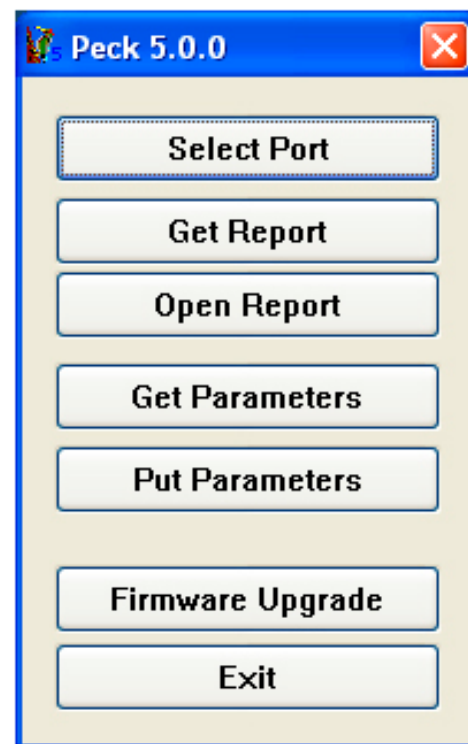 Peck 5.0.0
Select Port
Get Report
Open Report
Get Parameters
Put Parameters
Firmware Upgrade
Exit